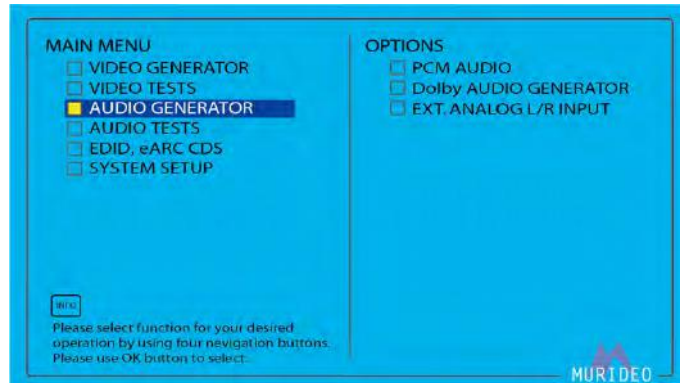 MAIN MENU
VIDEO GENERATOR
VIDEO TESTS
AUDIO GENERATOR
AUDIO TESTS
EDID, eARC CDS
SYSTEM SETUP
OPTIONS
PCM AUDIO
Dolby AUDIO GENERATOR
EXT. ANALOG L/R INPUT
Please select function for your desired
operation by using four nevigation buttons.
Please use OK button to select.
MURIDEO